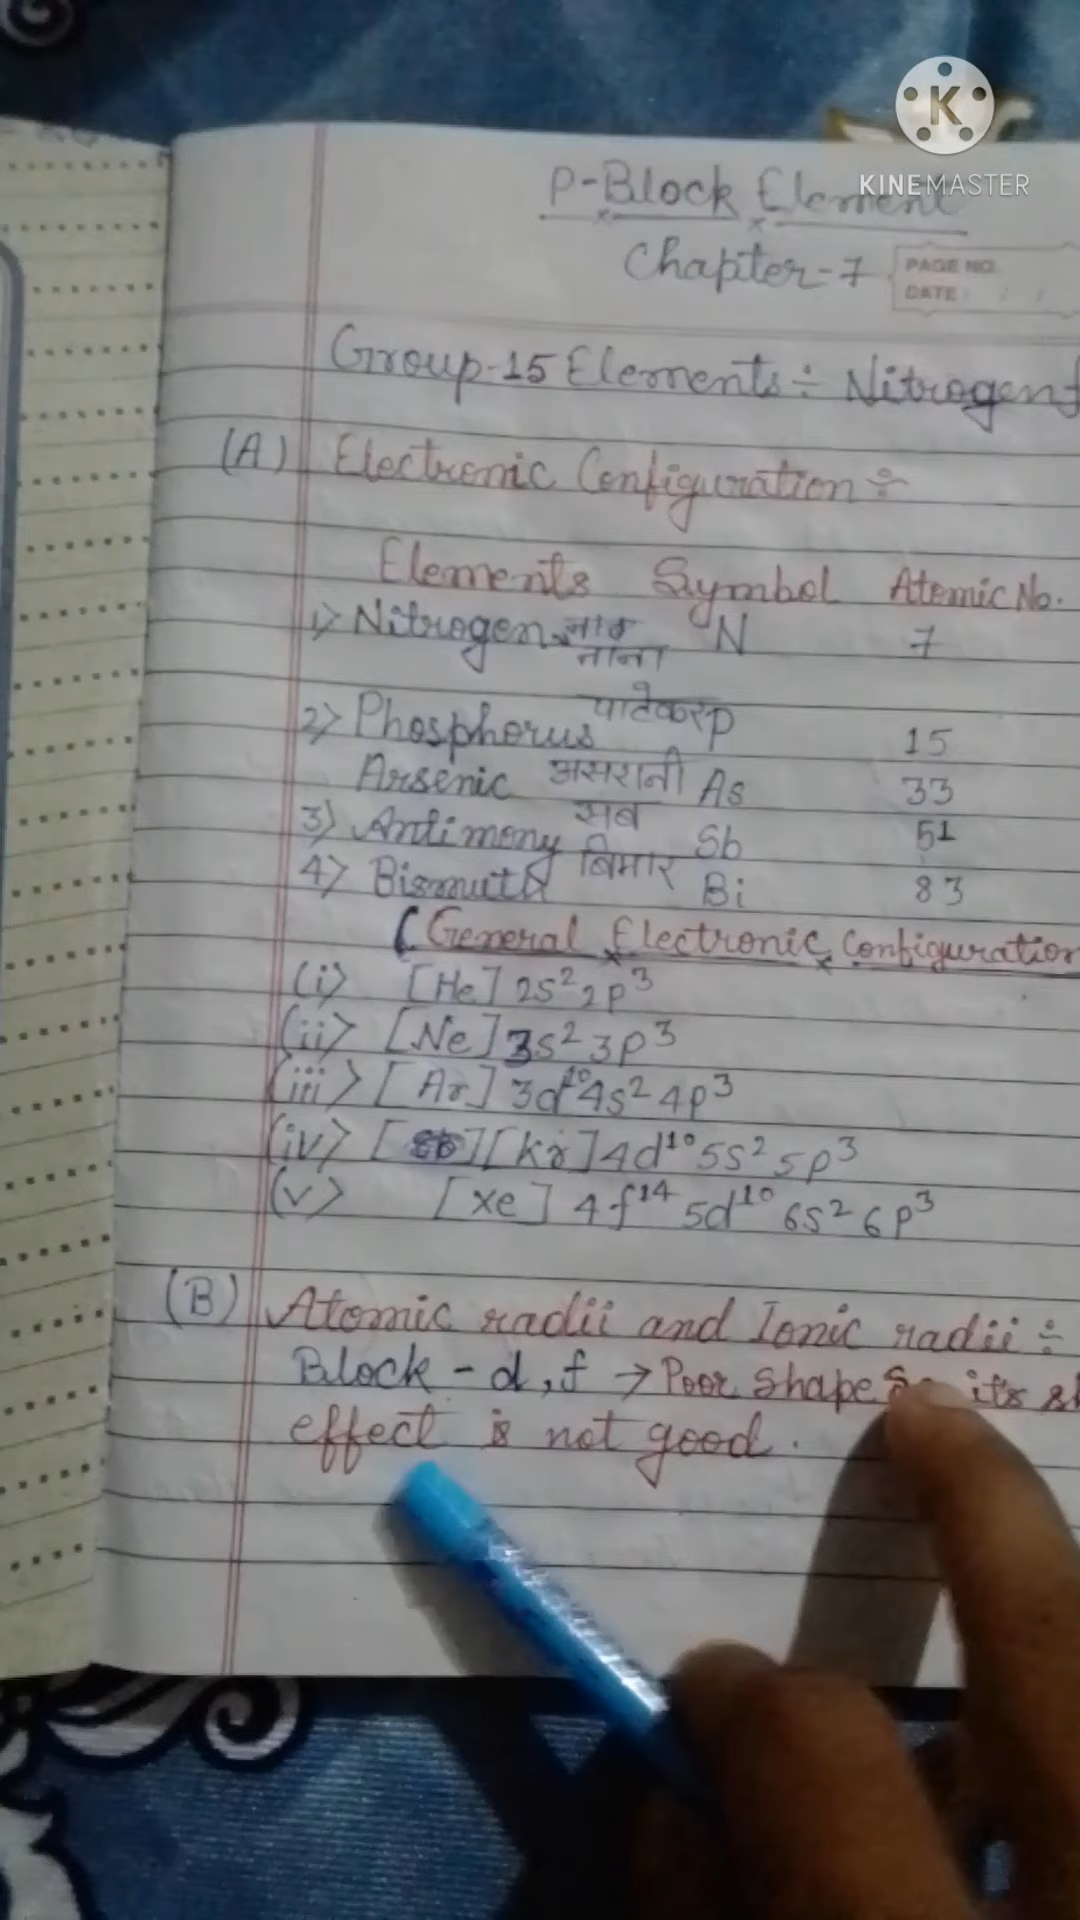 K
KINEMASTER
P-Block Element
Chapter-7
PAGE NO.
DATE
Group-15 Elements ÷ Nitrogen
(A) Electronic Configuration ÷
Elements Symbol Atomic No.
1) Nitrogen नाक N 7
नाना
पाटेकर
2) Phosphorus P 15
Arsenic असरानी As 33
सब
3) Antimony Sb 51
4) Bismuth बिमार Bi 83
(General Electronic Configuration
(i) [He] 2s² 2p³
(ii) [Ne] 3s² 3p³
(iii) [Ar] 3d¹⁰ 4s² 4p³
(iv) [ ] [Kr] 4d¹⁰ 5s² 5p³
(v) [Xe] 4f¹⁴ 5d¹⁰ 6s² 6p³
(B) Atomic radii and Ionic radii ÷
Block - d, f → Poor shape its
effect is not good.